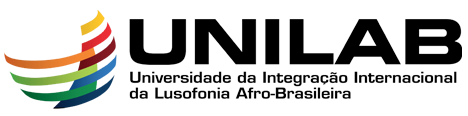 UNILAB
Universidade da Integração Internacional
da Lusofonia Afro-Brasileira